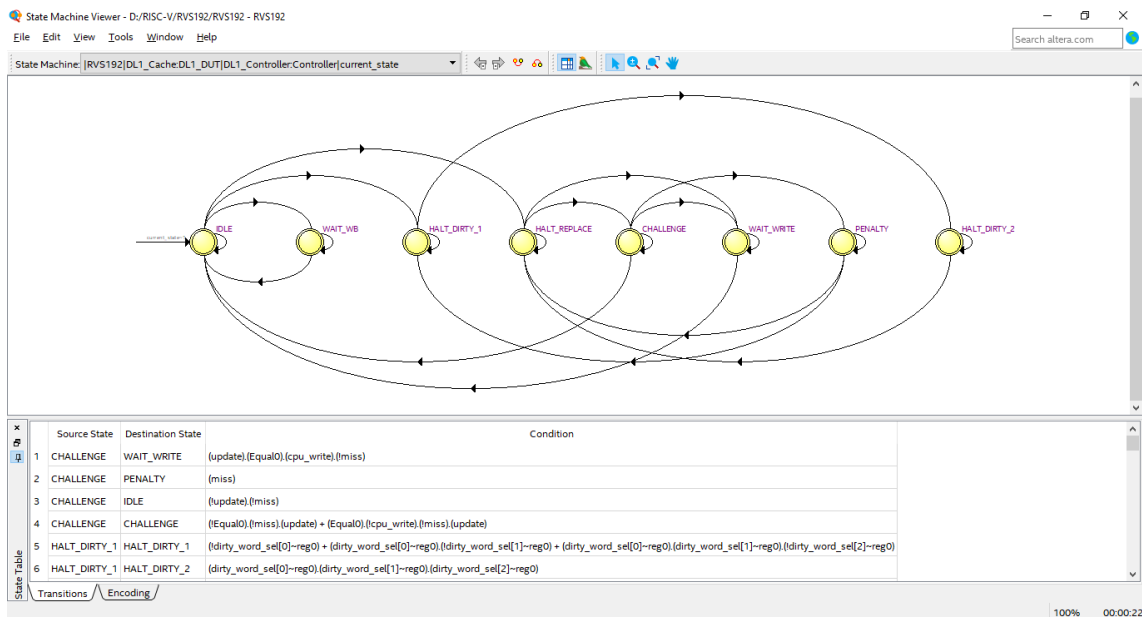 State Machine Viewer - D:/RISC-V/RVS192/RVS192 - RVS192
File Edit View Tools Window Help
Search altera.com
State Machine: |RVS192|DL1_Cache:DL1_DUT|DL1_Controller:Controller|current_state
IDLE WAIT_WB HALT_DIRTY_1 HALT_REPLACE CHALLENGE WAIT_WRITE PENALTY HALT_DIRTY_2
Source State Destination State Condition
1 CHALLENGE WAIT_WRITE (update).(Equal0).(cpu_write).(!miss)
2 CHALLENGE PENALTY (miss)
3 CHALLENGE IDLE (!update).(!miss)
4 CHALLENGE CHALLENGE (!Equal0).(!miss).(update) + (Equal0).(!cpu_write).(!miss).(update)
5 HALT_DIRTY_1 HALT_DIRTY_1 (!dirty_word_sel[0]~reg0) + (dirty_word_sel[0]~reg0).(!dirty_word_sel[1]~reg0) + (dirty_word_sel[0]~reg0).(dirty_word_sel[1]~reg0).(!dirty_word_sel[2]~reg0)
6 HALT_DIRTY_1 HALT_DIRTY_2 (dirty_word_sel[0]~reg0).(dirty_word_sel[1]~reg0).(dirty_word_sel[2]~reg0)
State Table
Transitions Encoding
100% 00:00:22